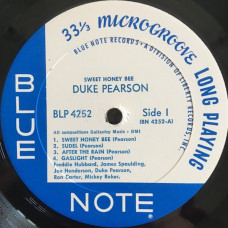 33⅓ MICROGROOVE LONG PLAYING
BLUE NOTE RECORDS • A DIVISION OF LIBERTY RECORDS, INC.
SWEET HONEY BEE
DUKE PEARSON
BLP 4252 Side 1
(BN 4252-A)
All compositions Gailantcy Music - BMI
1. SWEET HONEY BEE (Pearson)
2. SUDEL (Pearson)
3. AFTER THE RAIN (Pearson)
4. GASLIGHT (Pearson)
Freddie Hubbard, James Spaulding,
Joe Henderson, Duke Pearson,
Ron Carter, Mickey Roker.
BLUE
NOTE